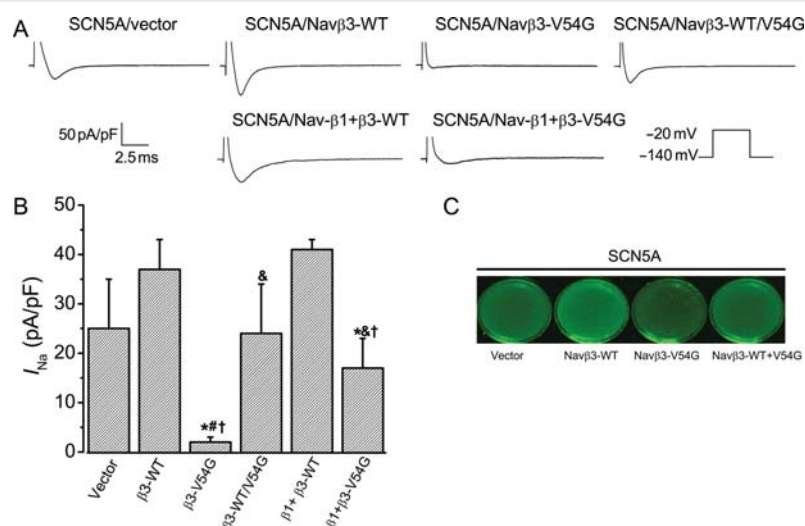 A
SCN5A/vector
SCN5A/Navβ3-WT
SCN5A/Navβ3-V54G
SCN5A/Navβ3-WT/V54G
SCN5A/Nav-β1+β3-WT
SCN5A/Nav-β1+β3-V54G
50 pA/pF
2.5 ms
−20 mV
−140 mV
B
I Na (pA/pF)
50
40
30
20
10
0
*#†
&
*&†
Vector
β3-WT
β3-V54G
β3-WT/V54G
β1+ β3-WT
β1+β3-V54G
C
SCN5A
Vector
Navβ3-WT
Navβ3-V54G
Navβ3-WT+V54G